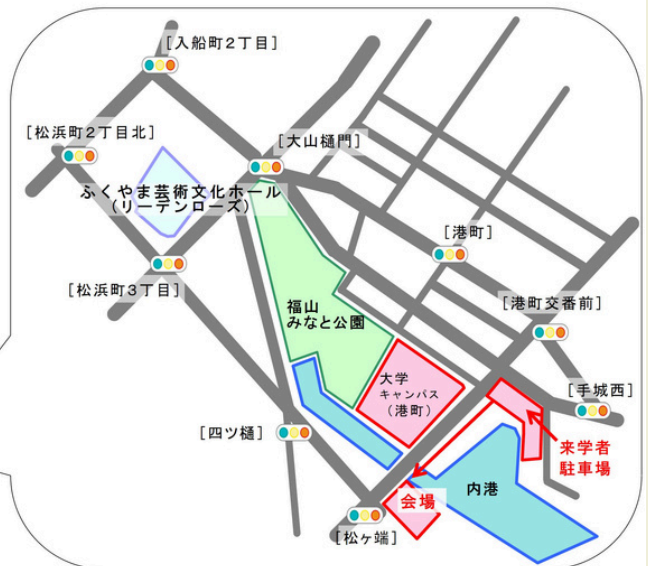 [入船町2丁目]
[松浜町2丁目北]
[大山樋門]
ふくやま芸術文化ホール
(リーデンローズ)
[港町]
[松浜町3丁目]
[港町交番前]
福山
みなと公園
大学
キャンパス
(港町)
[手城西]
[四ツ樋]
来学者
駐車場
会場
内港
[松ヶ端]